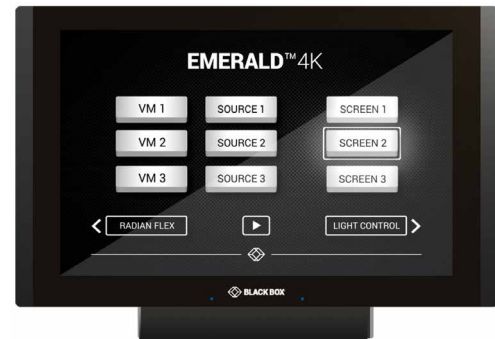 EMERALD™4K
VM 1 SOURCE 1 SCREEN 1
VM 2 SOURCE 2 SCREEN 2
VM 3 SOURCE 3 SCREEN 3
RADIAN FLEX LIGHT CONTROL
BLACK BOX